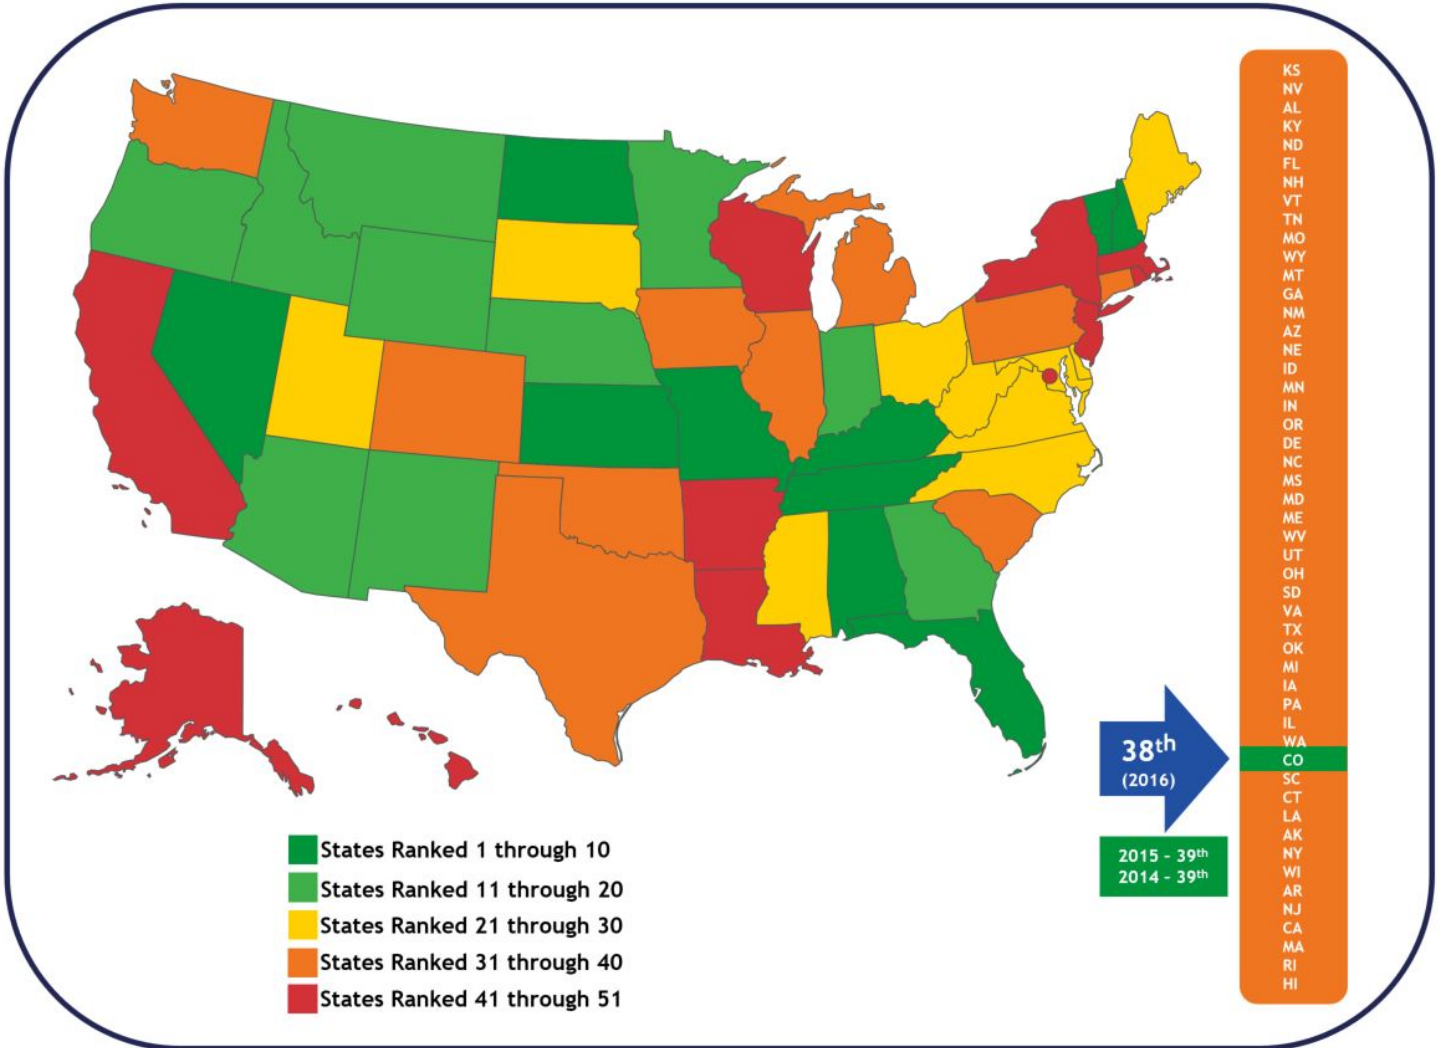 KS
NV
AL
KY
ND
FL
NH
VT
TN
MO
WY
MT
GA
NM
AZ
NE
ID
MN
IN
OR
DE
NC
MS
MD
ME
WV
UT
OH
SD
VA
TX
OK
MI
IA
PA
IL
WA
CO
SC
CT
LA
AK
NY
WI
AR
NJ
CA
MA
RI
HI
38th
(2016)
2015 - 39th
2014 - 39th
States Ranked 1 through 10
States Ranked 11 through 20
States Ranked 21 through 30
States Ranked 31 through 40
States Ranked 41 through 51